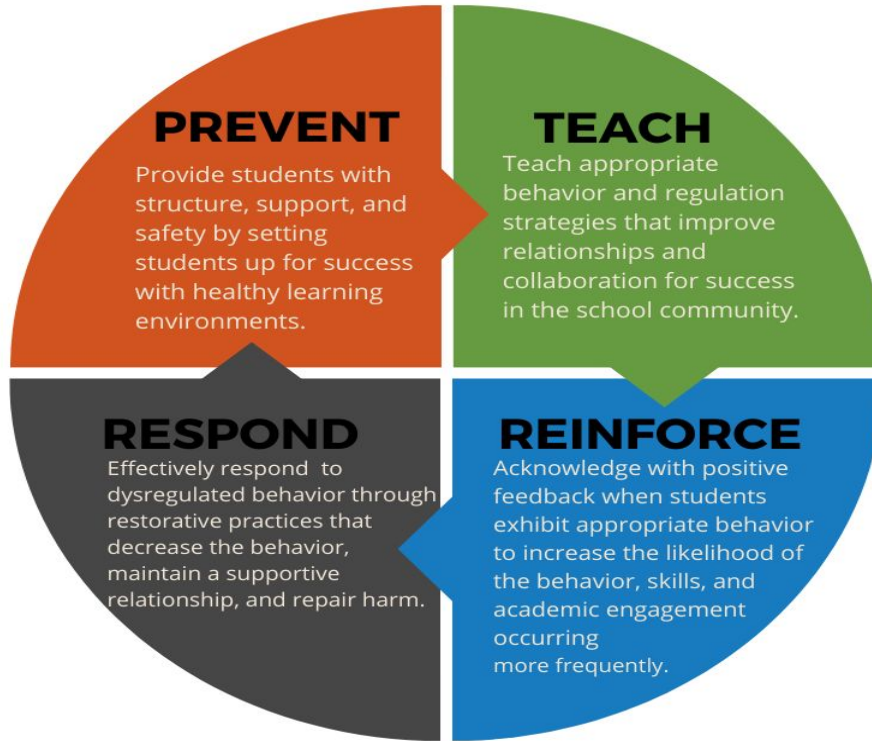 PREVENT
Provide students with
structure, support, and
safety by setting
students up for success
with healthy learning
environments.
TEACH
Teach appropriate
behavior and regulation
strategies that improve
relationships and
collaboration for success
in the school community.
RESPOND
Effectively respond to
dysregulated behavior through
restorative practices that
decrease the behavior,
maintain a supportive
relationship, and repair harm.
REINFORCE
Acknowledge with positive
feedback when students
exhibit appropriate behavior
to increase the likelihood of
the behavior, skills, and
academic engagement
occurring
more frequently.